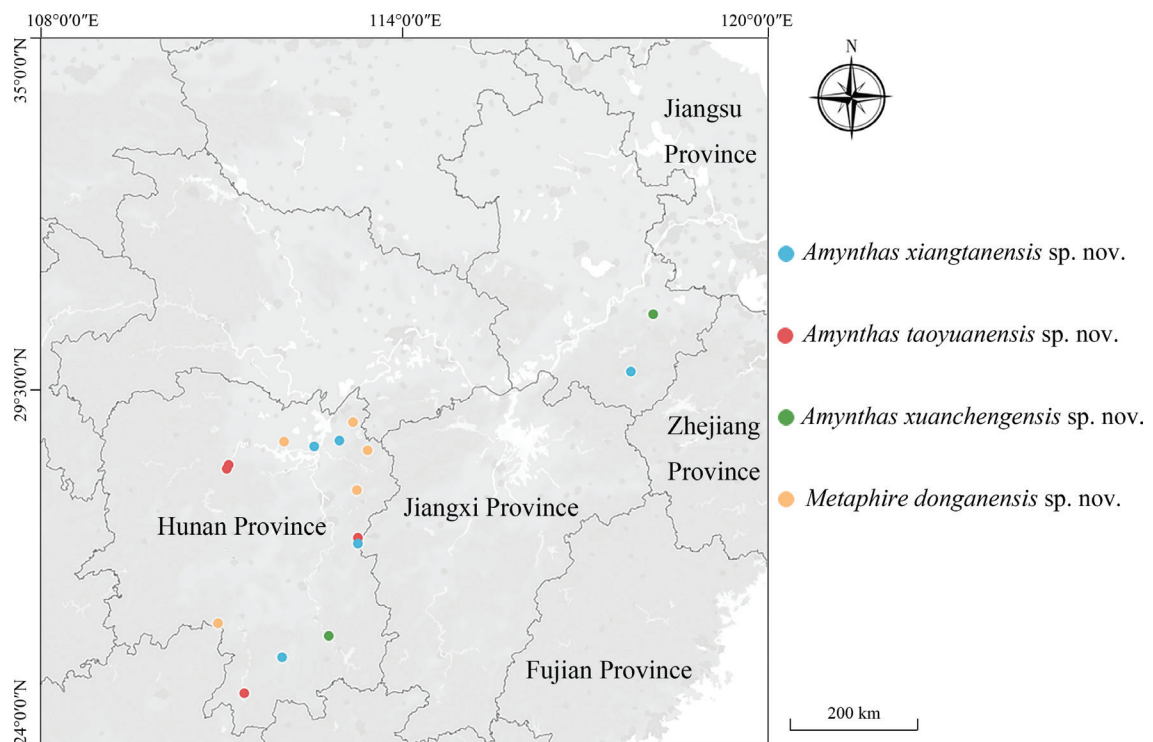 108°0′0″E 114°0′0″E 120°0′0″E
35°0′0″N
29°30′0″N
24°0′0″N
N
Jiangsu
Province
Amynthas xiangtanensis sp. nov.
Amynthas taoyuanensis sp. nov.
Amynthas xuanchengensis sp. nov.
Zhejiang
Province
Metaphire donganensis sp. nov.
Jiangxi Province
Hunan Province
Fujian Province
200 km